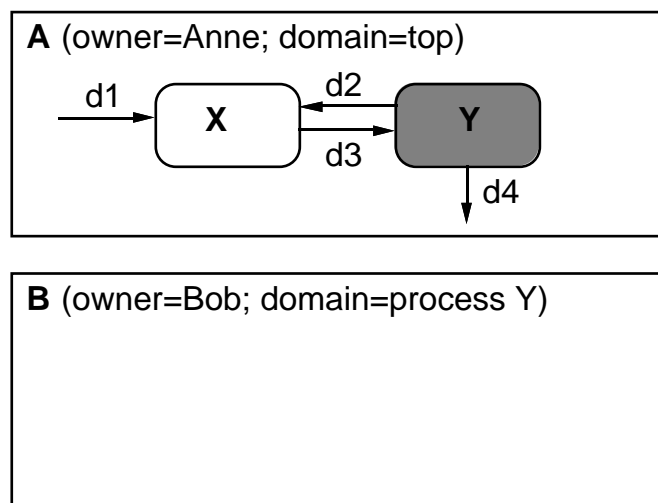 A (owner=Anne; domain=top)
d1
X
d2
d3
Y
d4
B (owner=Bob; domain=process Y)